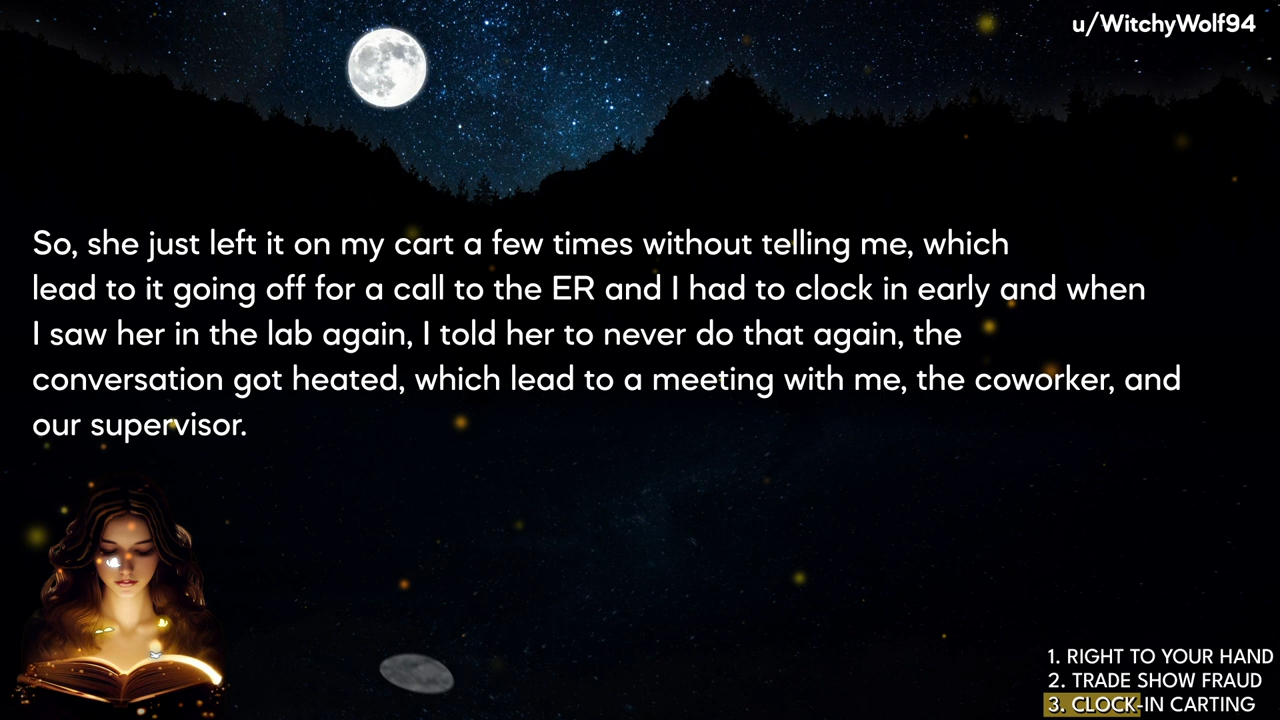 u/WitchyWolf94
So, she just left it on my cart a few times without telling me, which
lead to it going off for a call to the ER and I had to clock in early and when
I saw her in the lab again, I told her to never do that again, the
conversation got heated, which lead to a meeting with me, the coworker, and
our supervisor.
1. RIGHT TO YOUR HAND
2. TRADE SHOW FRAUD
3. CLOCK-IN CARTING